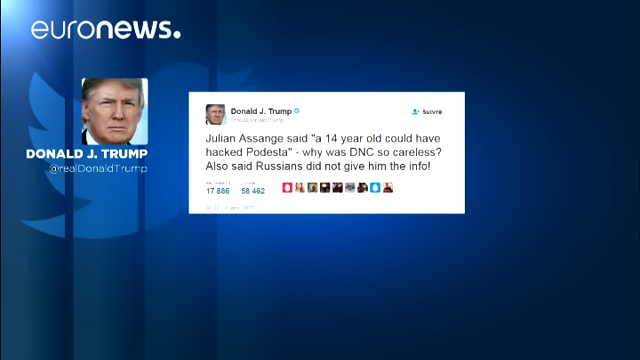 euronews.
DONALD J. TRUMP
@realDonaldTrump
Donald J. Trump
@realDonaldTrump
Suivre
Julian Assange said "a 14 year old could have
hacked Podesta" - why was DNC so careless?
Also said Russians did not give him the info!
17 886 58 462